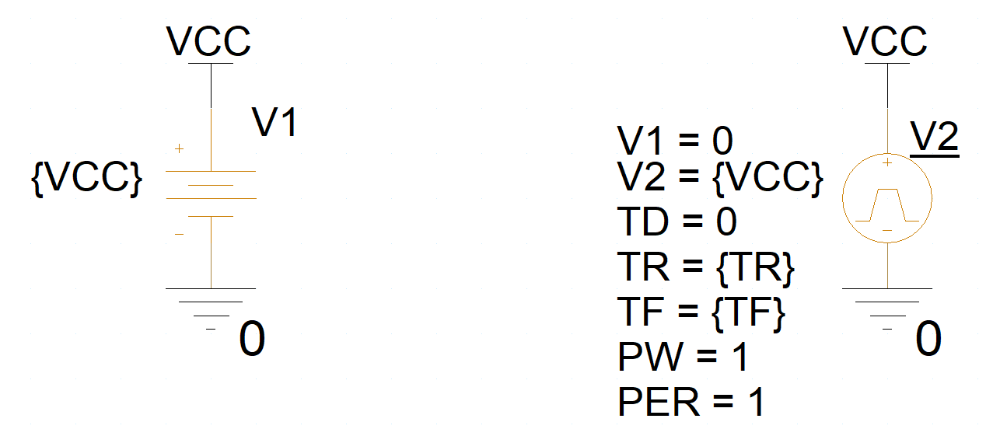 VCC
V1
{VCC}
0
VCC
V2
V1 = 0
V2 = {VCC}
TD = 0
TR = {TR}
TF = {TF}
PW = 1
PER = 1
0